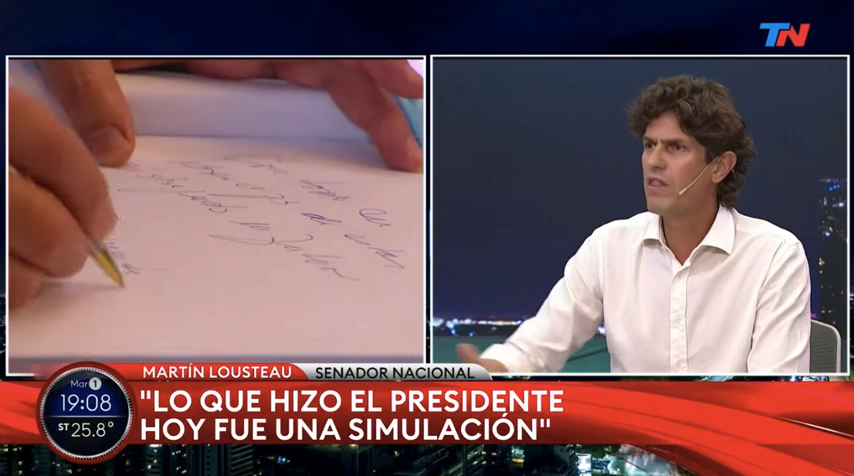 TN
MARTÍN LOUSTEAU SENADOR NACIONAL
Mar 1
19:08
ST 25.8°
"LO QUE HIZO EL PRESIDENTE
HOY FUE UNA SIMULACIÓN"